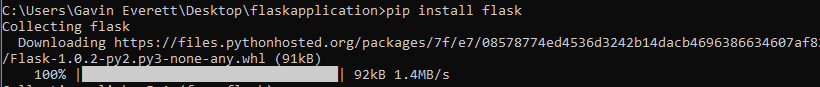 C:\Users\Gavin Everett\Desktop\flaskapplication>pip install flask
Collecting flask
Downloading https://files.pythonhosted.org/packages/7f/e7/08578774ed4536d3242b14dacb4696386634607af8
/Flask-1.0.2-py2.py3-none-any.whl (91kB)
100% | | 92kB 1.4MB/s